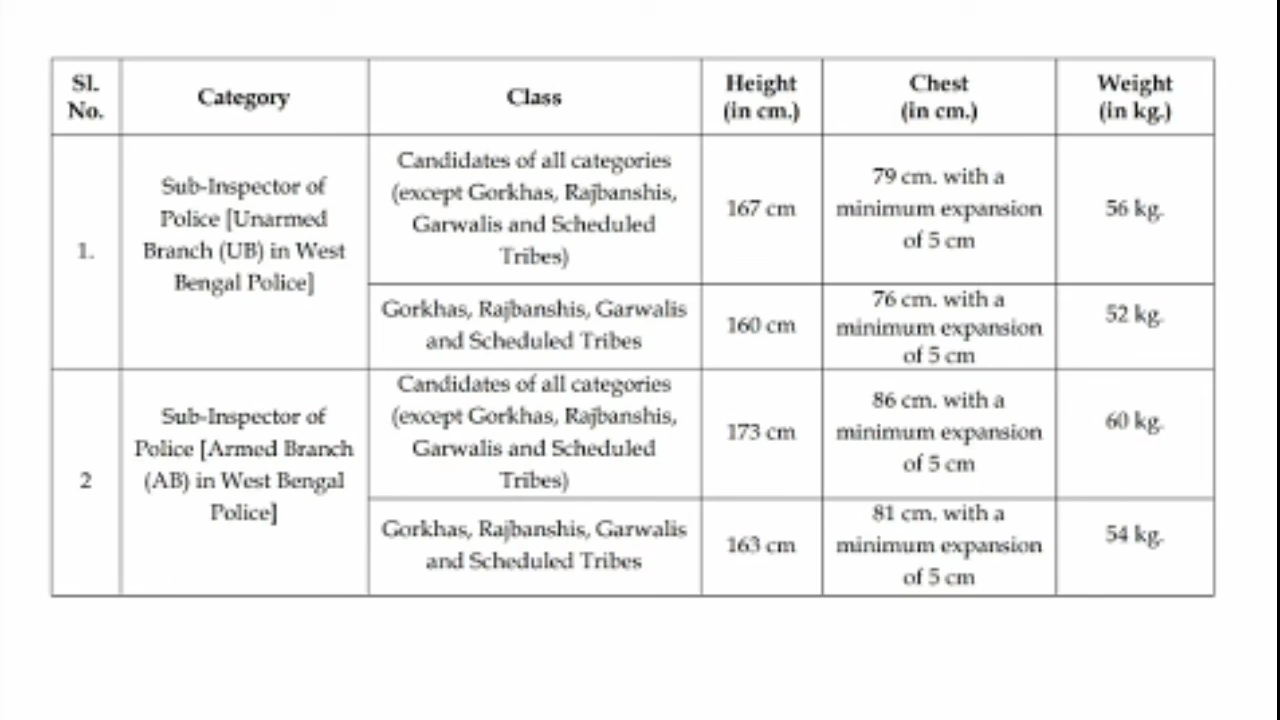 Sl.
No.
Category
Class
Height
(in cm.)
Chest
(in cm.)
Weight
(in kg.)
1.
Sub-Inspector of
Police [Unarmed
Branch (UB) in West
Bengal Police]
Candidates of all categories
(except Gorkhas, Rajbanshis,
Garwalis and Scheduled
Tribes)
167 cm
79 cm. with a
minimum expansion
of 5 cm
56 kg.
Gorkhas, Rajbanshis, Garwalis
and Scheduled Tribes
160 cm
76 cm. with a
minimum expansion
of 5 cm
52 kg.
2
Sub-Inspector of
Police [Armed Branch
(AB) in West Bengal
Police]
Candidates of all categories
(except Gorkhas, Rajbanshis,
Garwalis and Scheduled
Tribes)
173 cm
86 cm. with a
minimum expansion
of 5 cm
60 kg.
Gorkhas, Rajbanshis, Garwalis
and Scheduled Tribes
163 cm
81 cm. with a
minimum expansion
of 5 cm
54 kg.